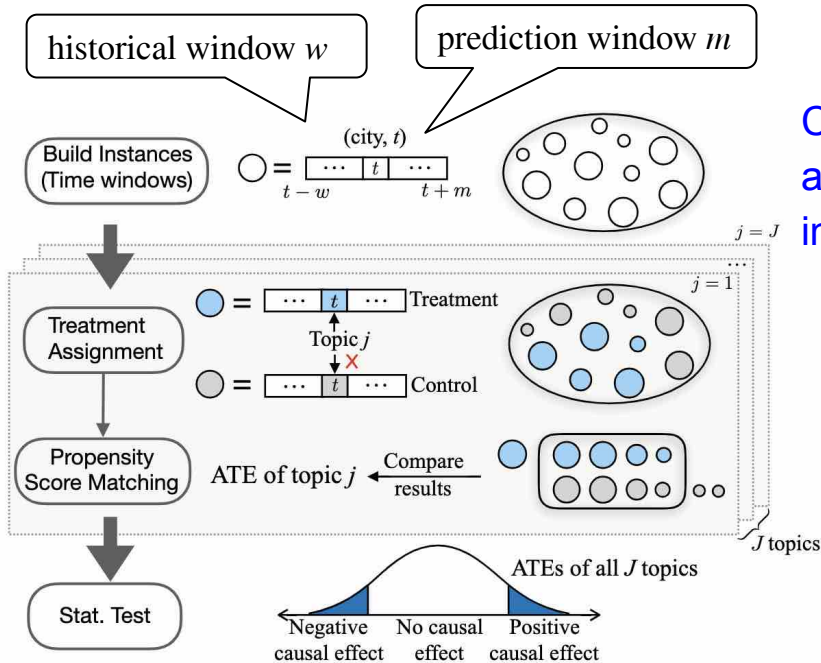 historical window w
prediction window m
Build Instances
(Time windows)
(city, t)
= ... t ...
t − w
t + m
j = J
...
j = 1
Treatment
Assignment
= ... t ... Treatment
Topic j
X
= ... t ... Control
Propensity
Score Matching
ATE of topic j
Compare
results
J topics
Stat. Test
ATEs of all J topics
Negative
causal effect
No causal
effect
Positive
causal effect